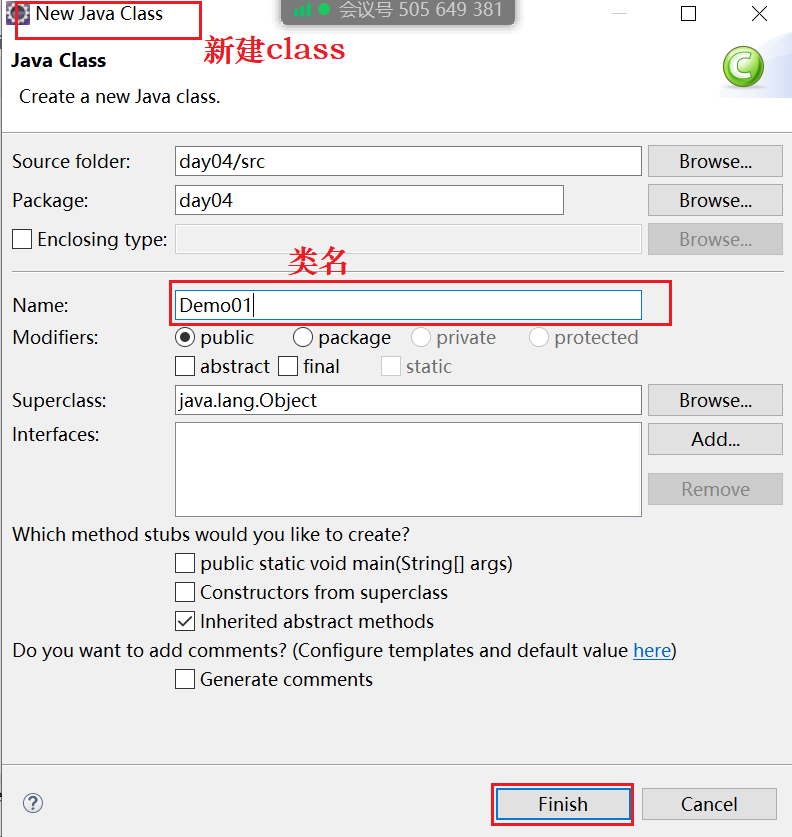 New Java Class
会议号 505 649 381
新建class
Java Class
Create a new Java class.
Source folder: day04/src Browse...
Package: day04 Browse...
Enclosing type: Browse...
类名
Name: Demo01
Modifiers: public package private protected
abstract final static
Superclass: java.lang.Object Browse...
Interfaces: Add...
Remove
Which method stubs would you like to create?
public static void main(String[] args)
Constructors from superclass
Inherited abstract methods
Do you want to add comments? (Configure templates and default value here)
Generate comments
Finish Cancel